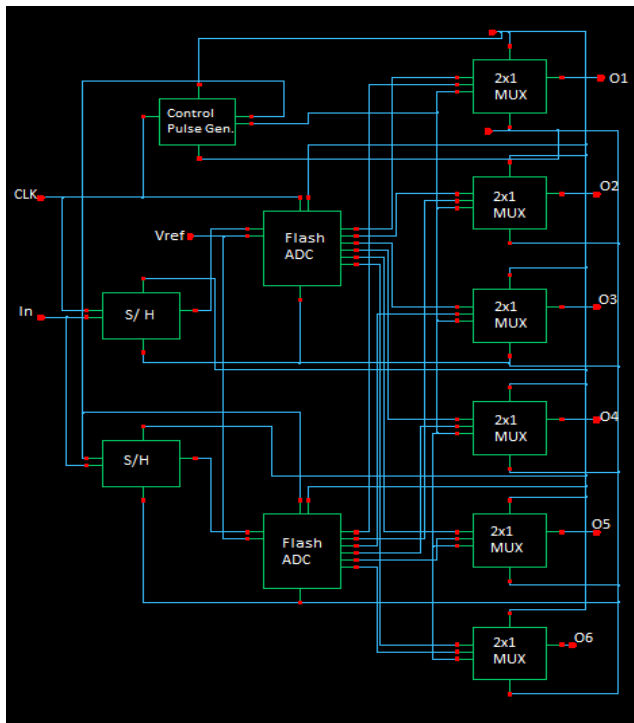 2x1
MUX
O1
Control
Pulse Gen.
CLK
2x1
MUX
O2
Vref
Flash
ADC
In
S/ H
2x1
MUX
O3
2x1
MUX
O4
S/H
Flash
ADC
2x1
MUX
O5
2x1
MUX
O6